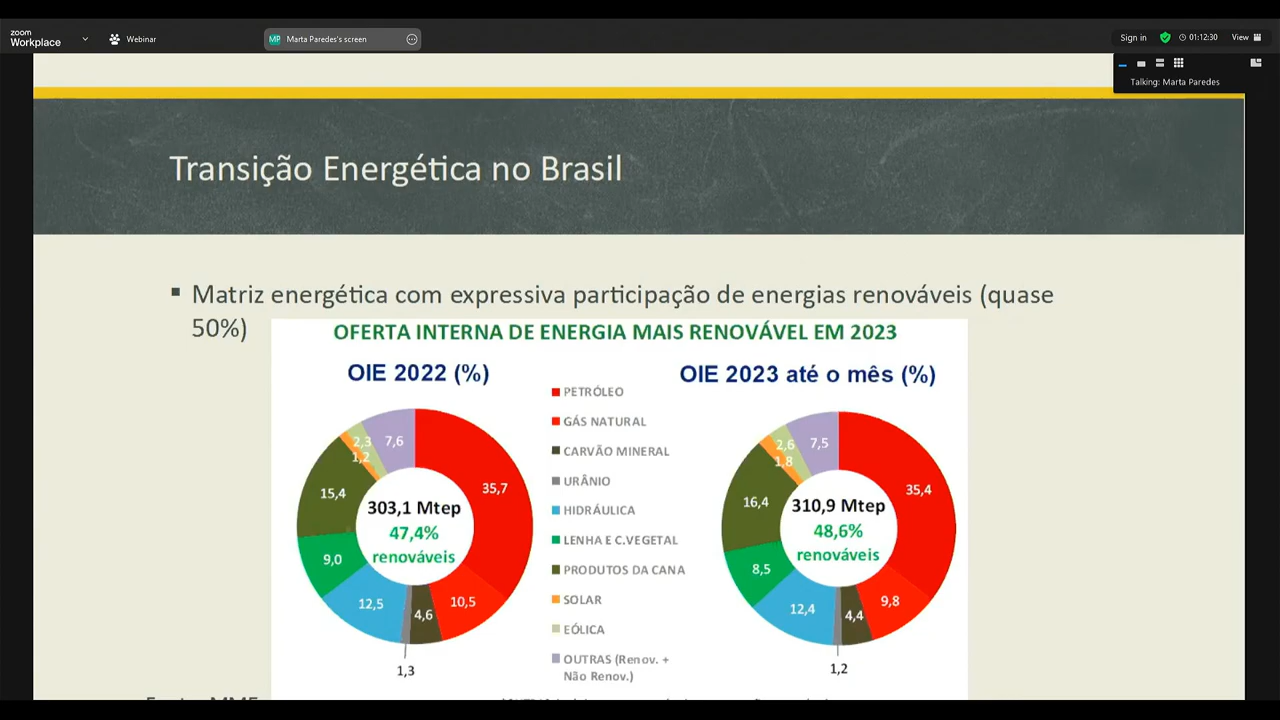 zoom
Workplace
Webinar
MP Marta Paredes's screen
Sign in
01:12:30
View
Talking: Marta Paredes
Transição Energética no Brasil
Matriz energética com expressiva participação de energias renováveis (quase
50%)
OFERTA INTERNA DE ENERGIA MAIS RENOVÁVEL EM 2023
OIE 2022 (%)
35,7
10,5
4,6
1,3
12,5
9,0
15,4
1,2
2,3
7,6
303,1 Mtep
47,4%
renováveis
PETRÓLEO
GÁS NATURAL
CARVÃO MINERAL
URÂNIO
HIDRÁULICA
LENHA E C.VEGETAL
PRODUTOS DA CANA
SOLAR
EÓLICA
OUTRAS (Renov. +
Não Renov.)
OIE 2023 até o mês (%)
35,4
9,8
4,4
1,2
12,4
8,5
16,4
1,8
2,6
7,5
310,9 Mtep
48,6%
renováveis